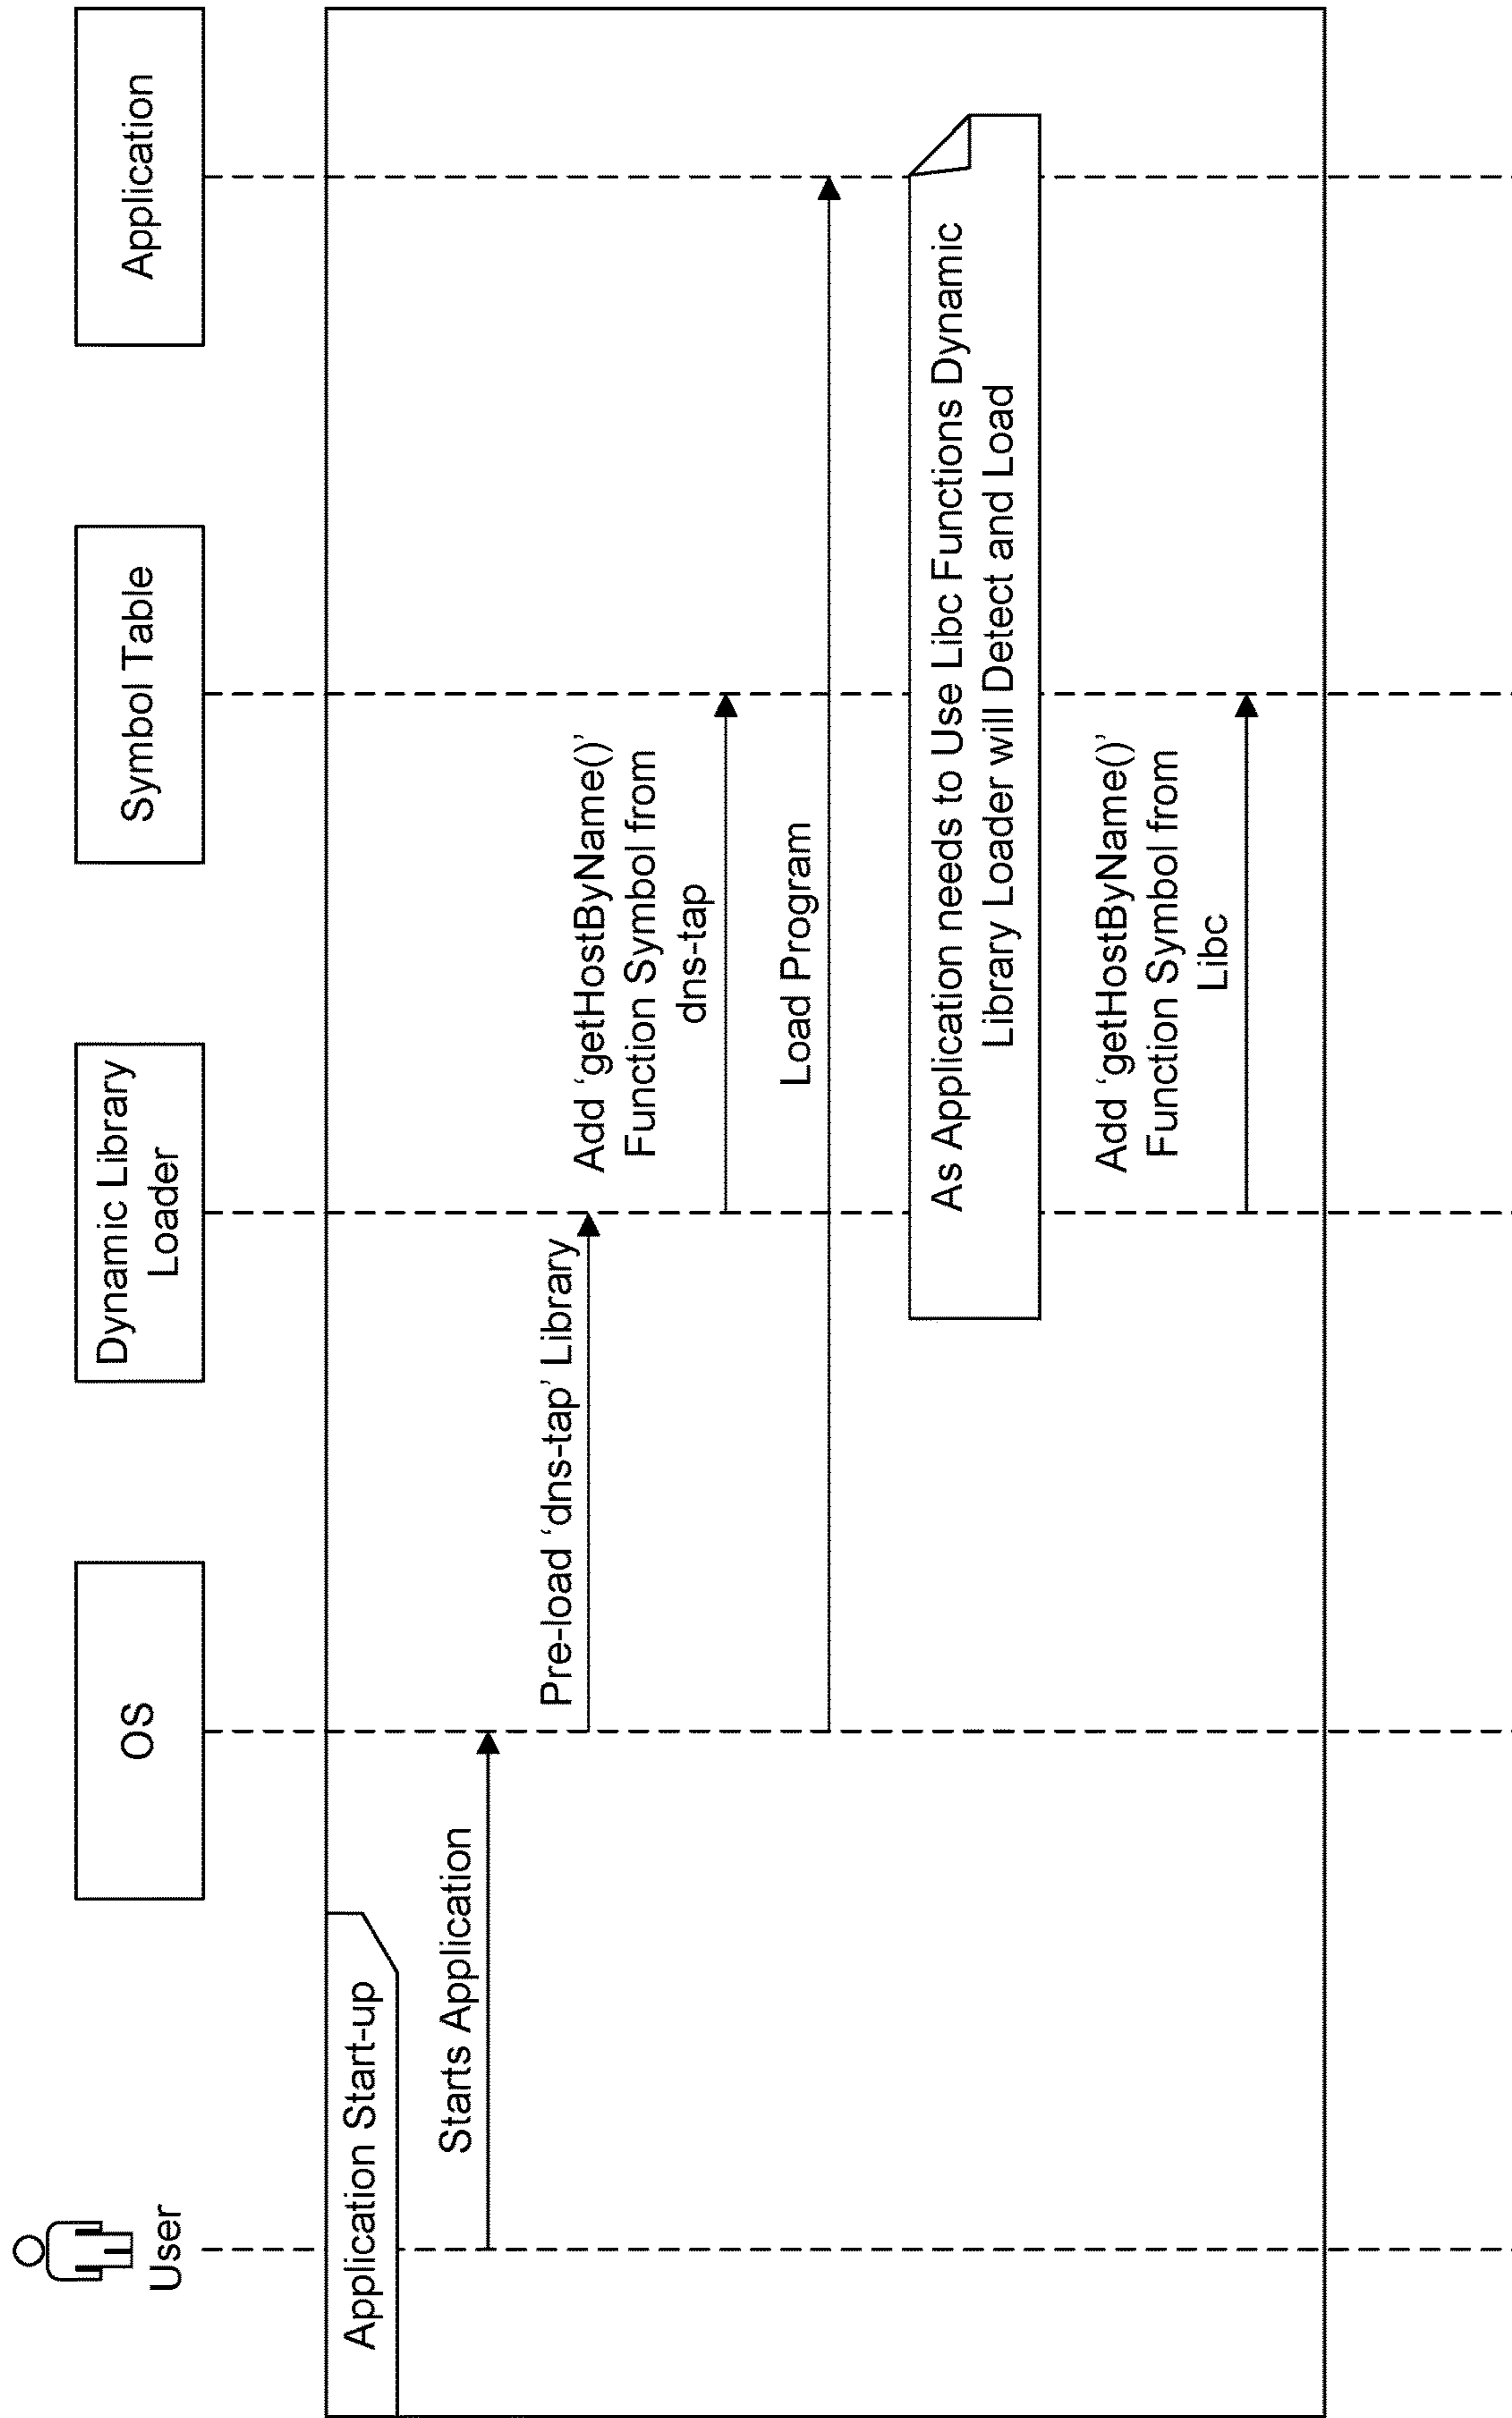 User
OS
Dynamic Library
Loader
Symbol Table
Application
Application Start-up
Starts Application
Pre-load ‘dns-tap’ Library
Add ‘getHostByName()’
Function Symbol from
dns-tap
Load Program
As Application needs to Use Libc Functions Dynamic
Library Loader will Detect and Load
Add ‘getHostByName()’
Function Symbol from
Libc